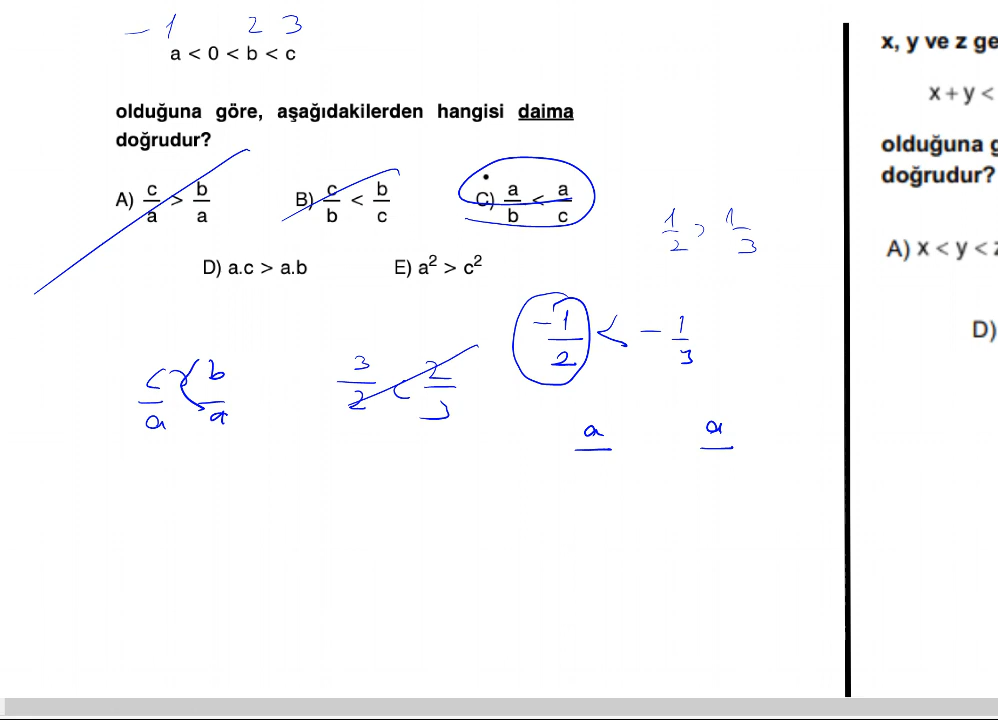 - 1 2 3
a < 0 < b < c
olduğuna göre, aşağıdakilerden hangisi daima
doğrudur?
A) c/a > b/a B) c/b < b/c C) a/b < a/c
D) a.c > a.b E) a² > c²
1/2 > 1/3
-1/2 < -1/3
c/a b/a
3/2 < 2/3
a a
x, y ve z ge
x + y <
olduğuna g
doğrudur?
A) x < y < z
D)